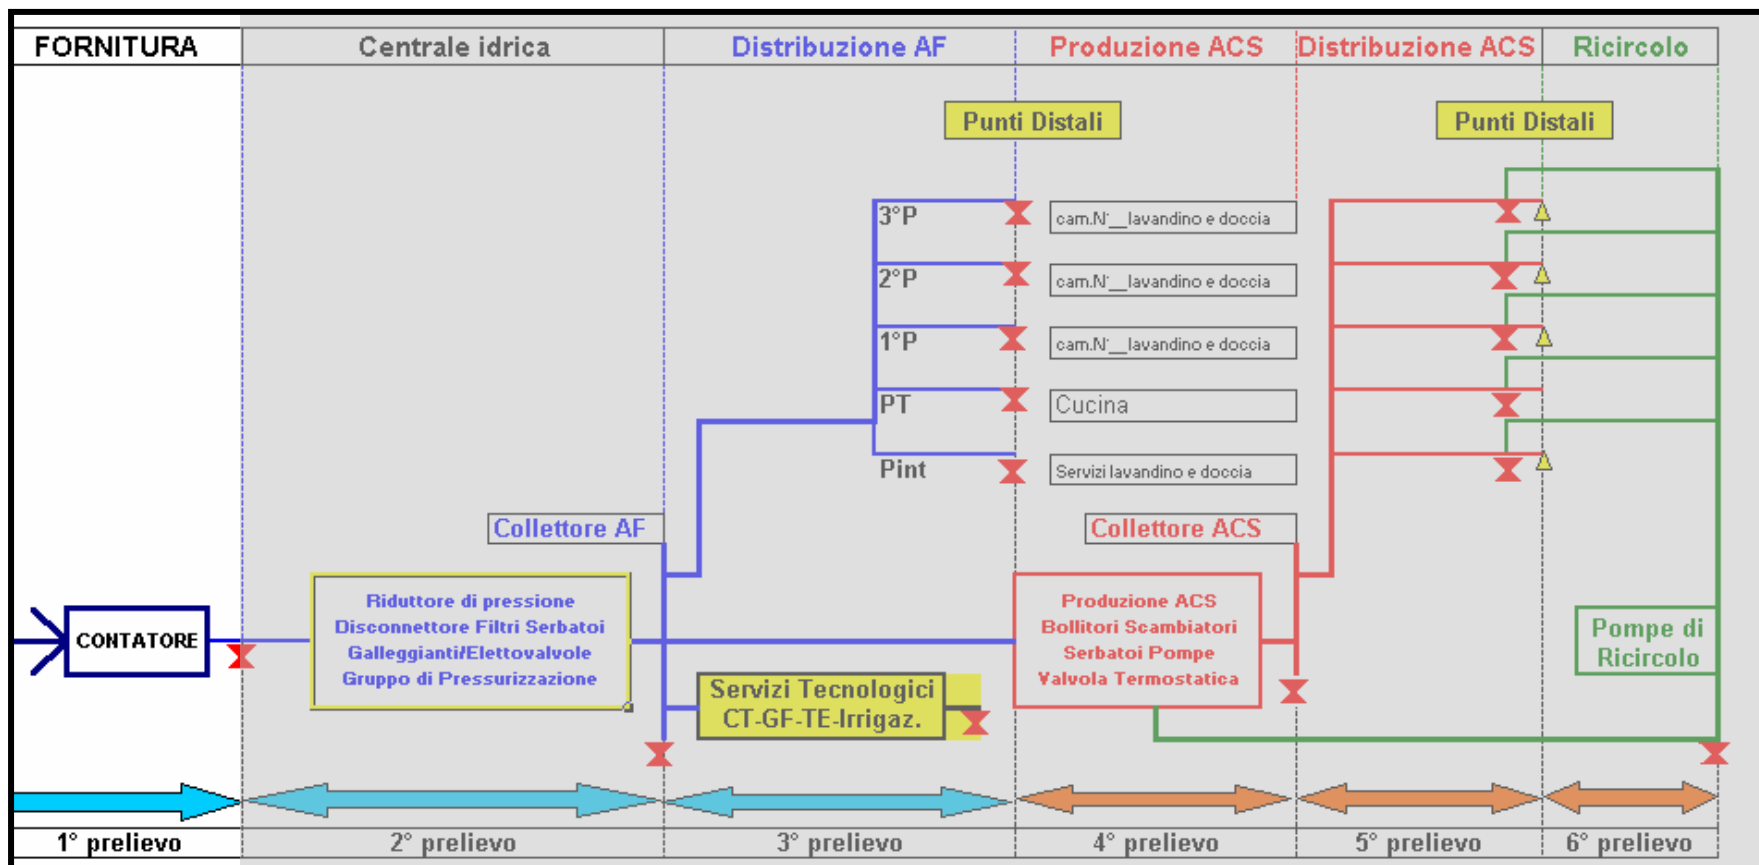 FORNITURA
Centrale idrica
Distribuzione AF
Produzione ACS
Distribuzione ACS
Ricircolo
Punti Distali
Punti Distali
3°P
cam.N°__lavandino e doccia
2°P
cam.N°__lavandino e doccia
1°P
cam.N°__lavandino e doccia
PT
Cucina
Pint
Servizi lavandino e doccia
Collettore AF
Collettore ACS
CONTATORE
Riduttore di pressione
Disconnettore Filtri Serbatoi
Galleggianti/Elettovalvole
Gruppo di Pressurizzazione
Servizi Tecnologici
CT-GF-TE-Irrigaz.
Produzione ACS
Bollitori Scambiatori
Serbatoi Pompe
Valvola Termostatica
Pompe di
Ricircolo
1° prelievo
2° prelievo
3° prelievo
4° prelievo
5° prelievo
6° prelievo